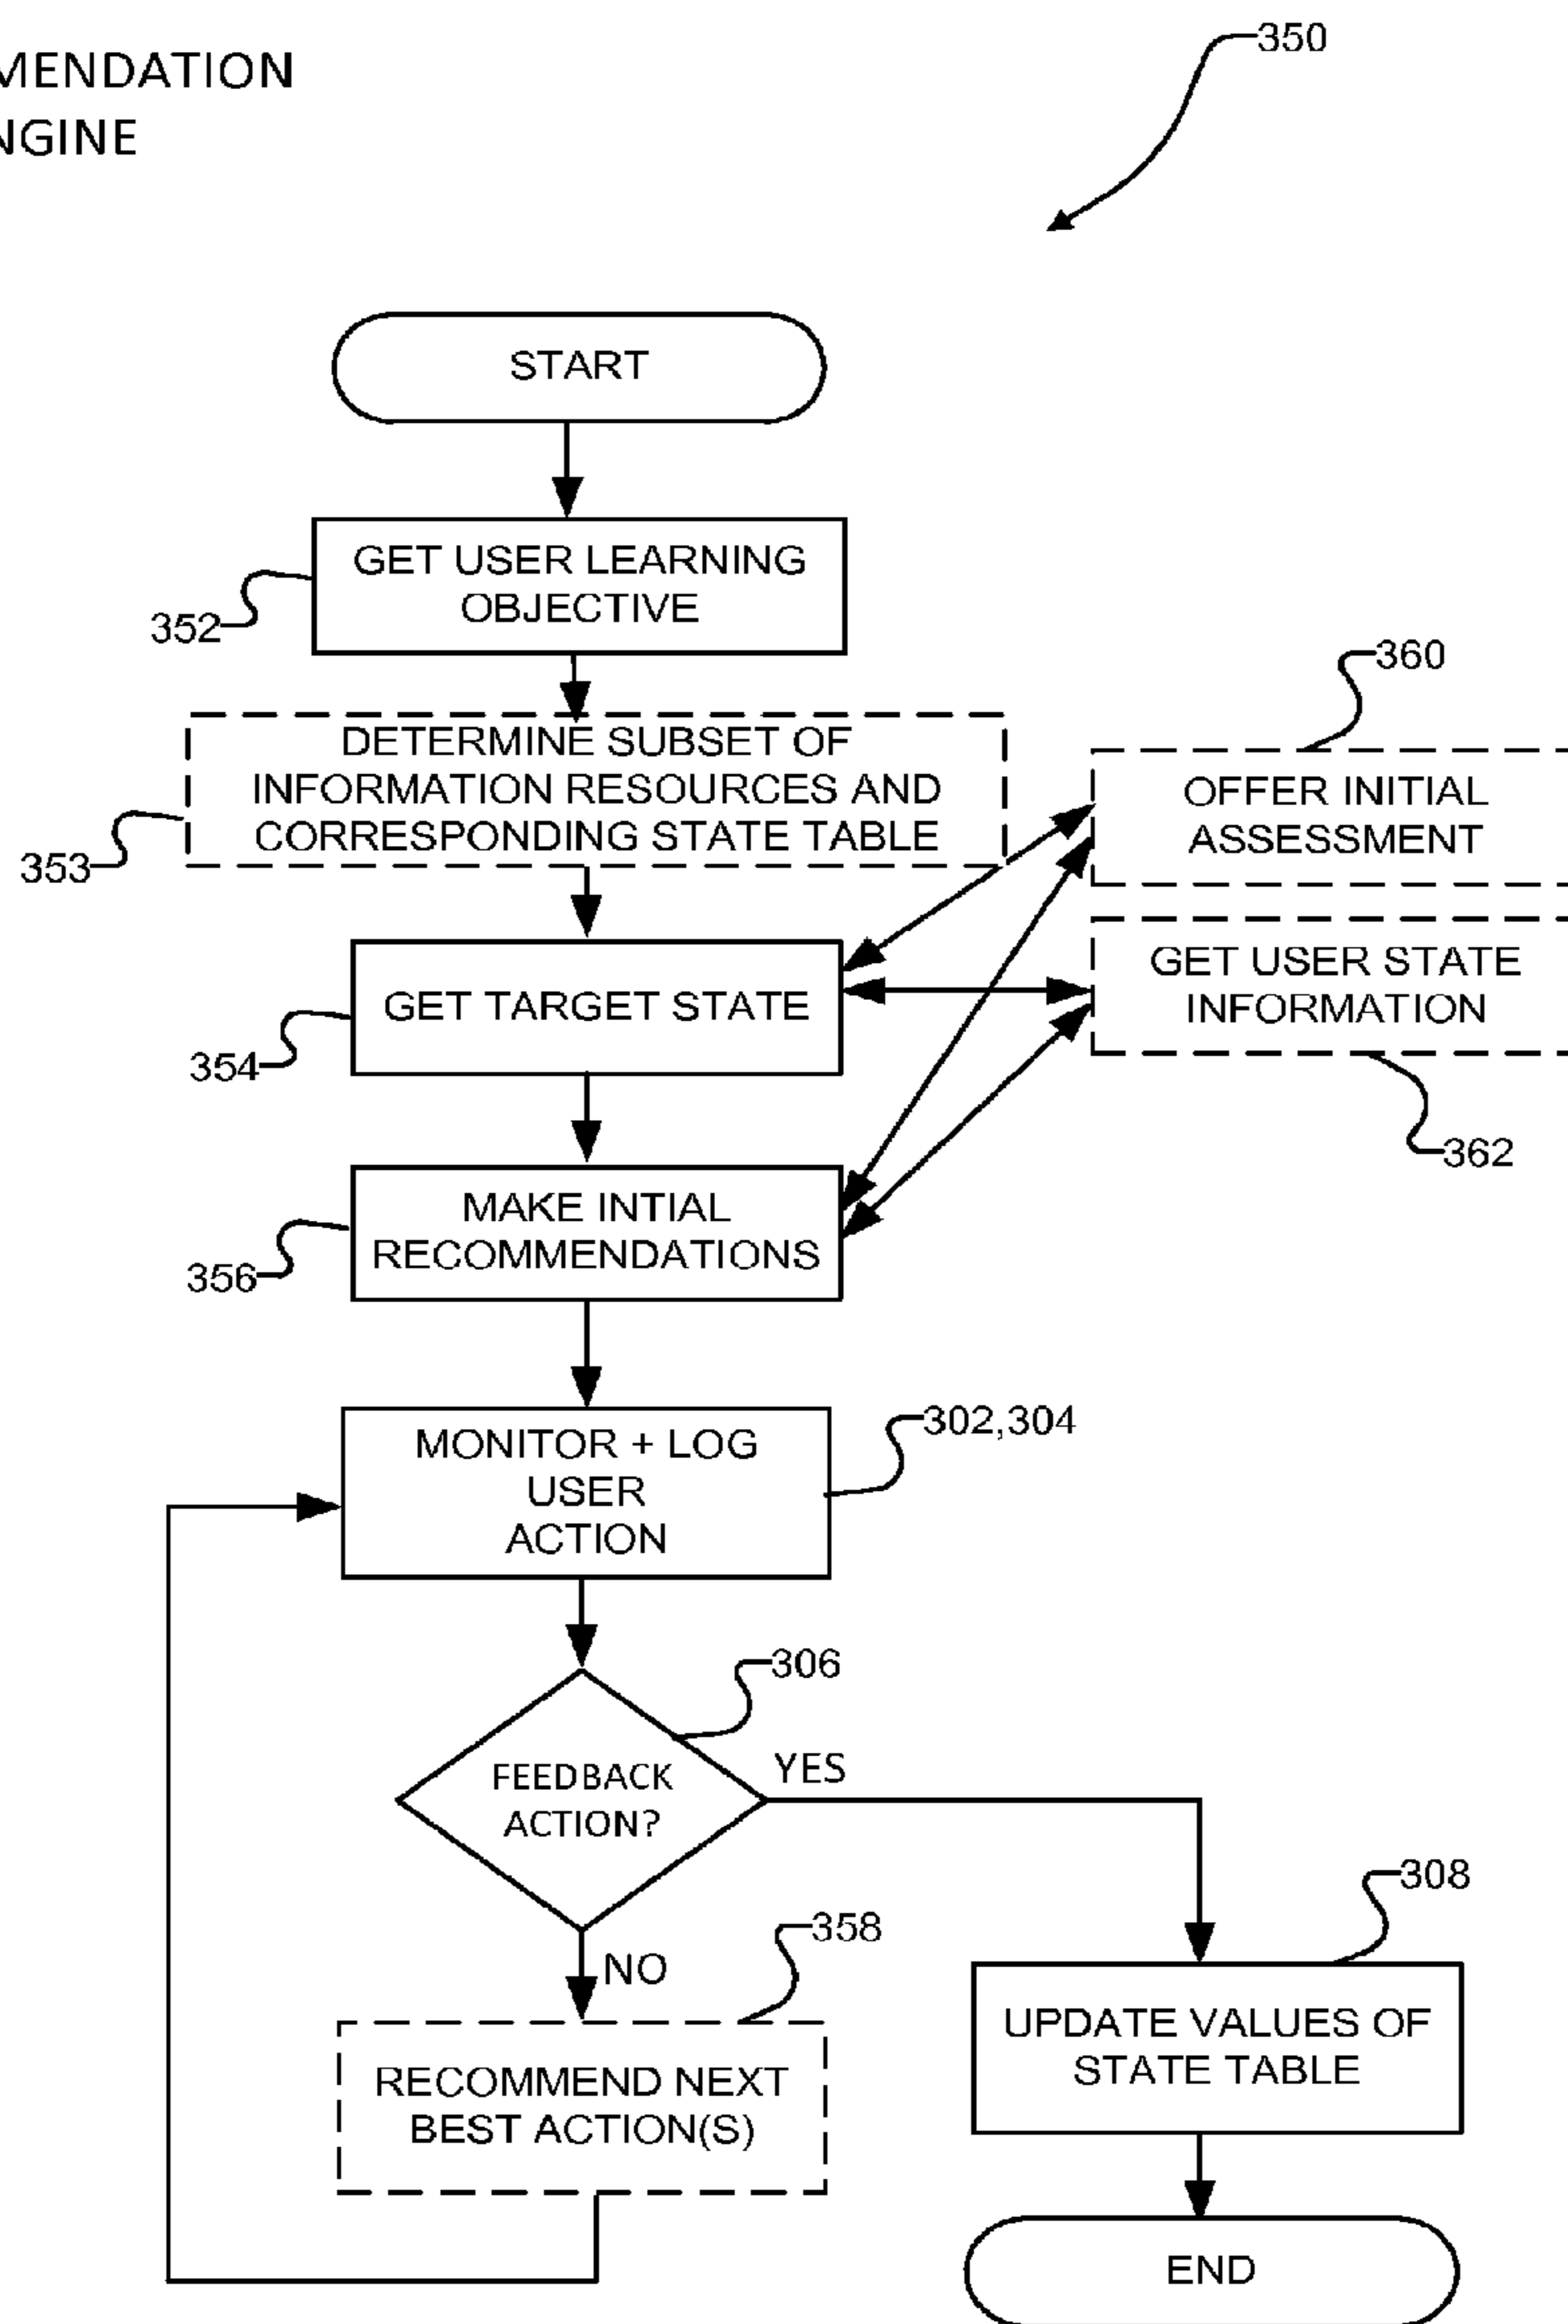 MENDATION
NGINE
350
START
GET USER LEARNING
OBJECTIVE
352
360
DETERMINE SUBSET OF
INFORMATION RESOURCES AND
CORRESPONDING STATE TABLE
353
OFFER INITIAL
ASSESSMENT
GET USER STATE
INFORMATION
GET TARGET STATE
354
362
MAKE INTIAL
RECOMMENDATIONS
356
MONITOR + LOG
USER
ACTION
302,304
306
FEEDBACK
ACTION?
YES
308
358
NO
UPDATE VALUES OF
STATE TABLE
RECOMMEND NEXT
BEST ACTION(S)
END